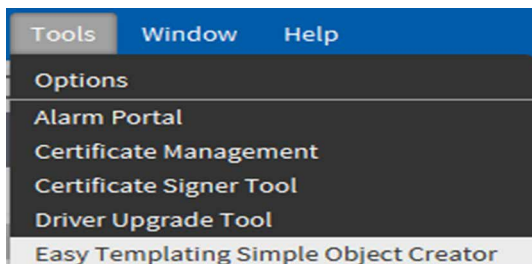 Tools Window Help
Options
Alarm Portal
Certificate Management
Certificate Signer Tool
Driver Upgrade Tool
Easy Templating Simple Object Creator